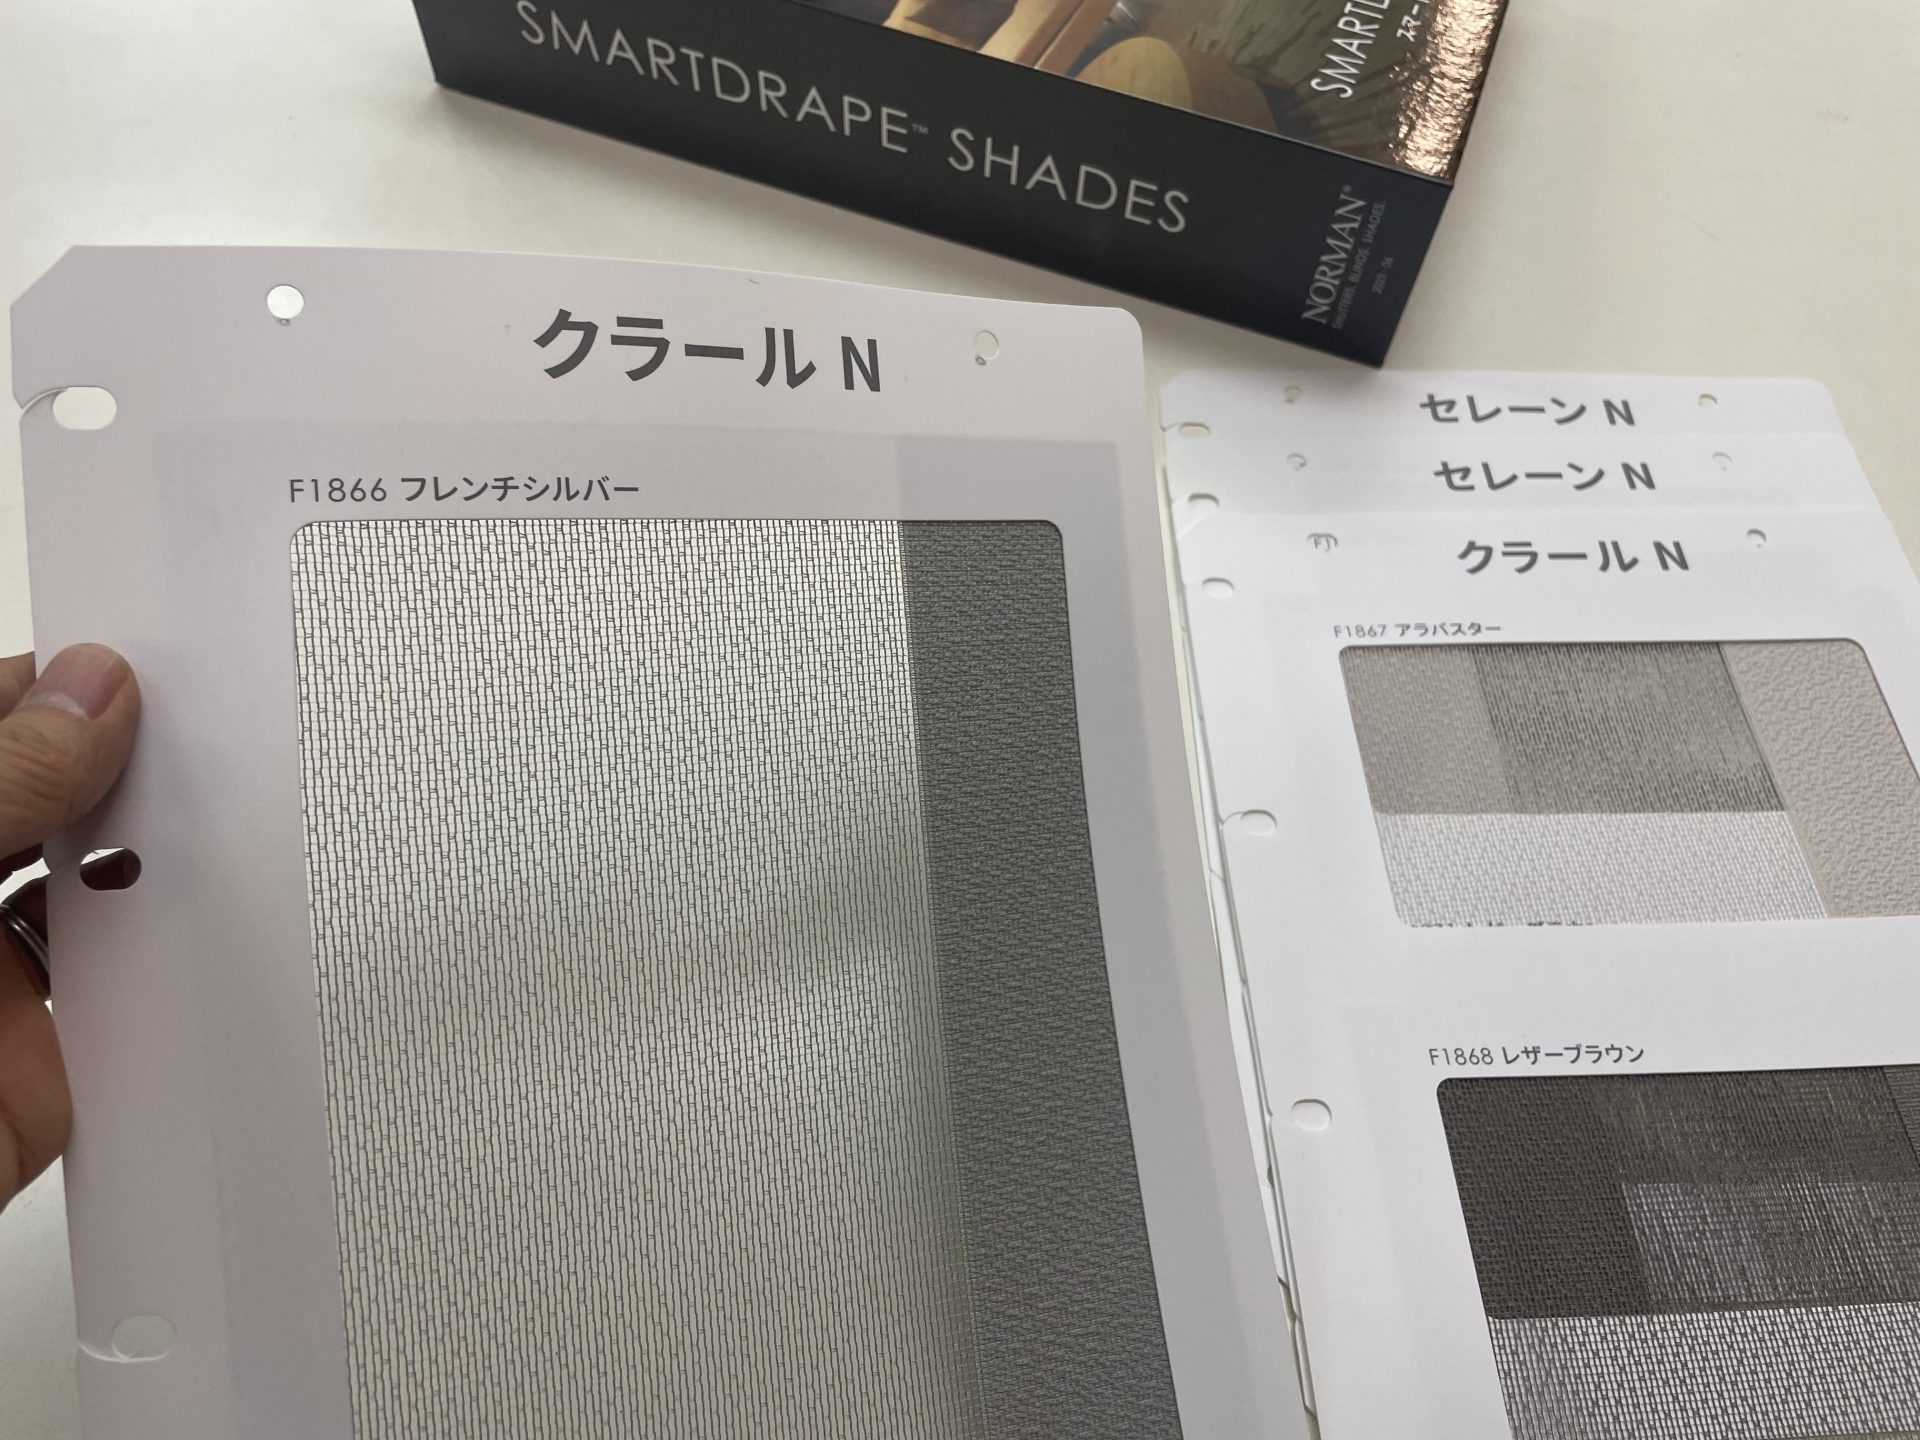 SMARTDRAPE™ SHADES
NORMAN®
SHUTTERS. BLINDS. SHADES.
2023 - 06
クラール N
F1866 フレンチシルバー
セレーン N
セレーン N
クラール N
F1867 アラバスター
F1868 レザーブラウン